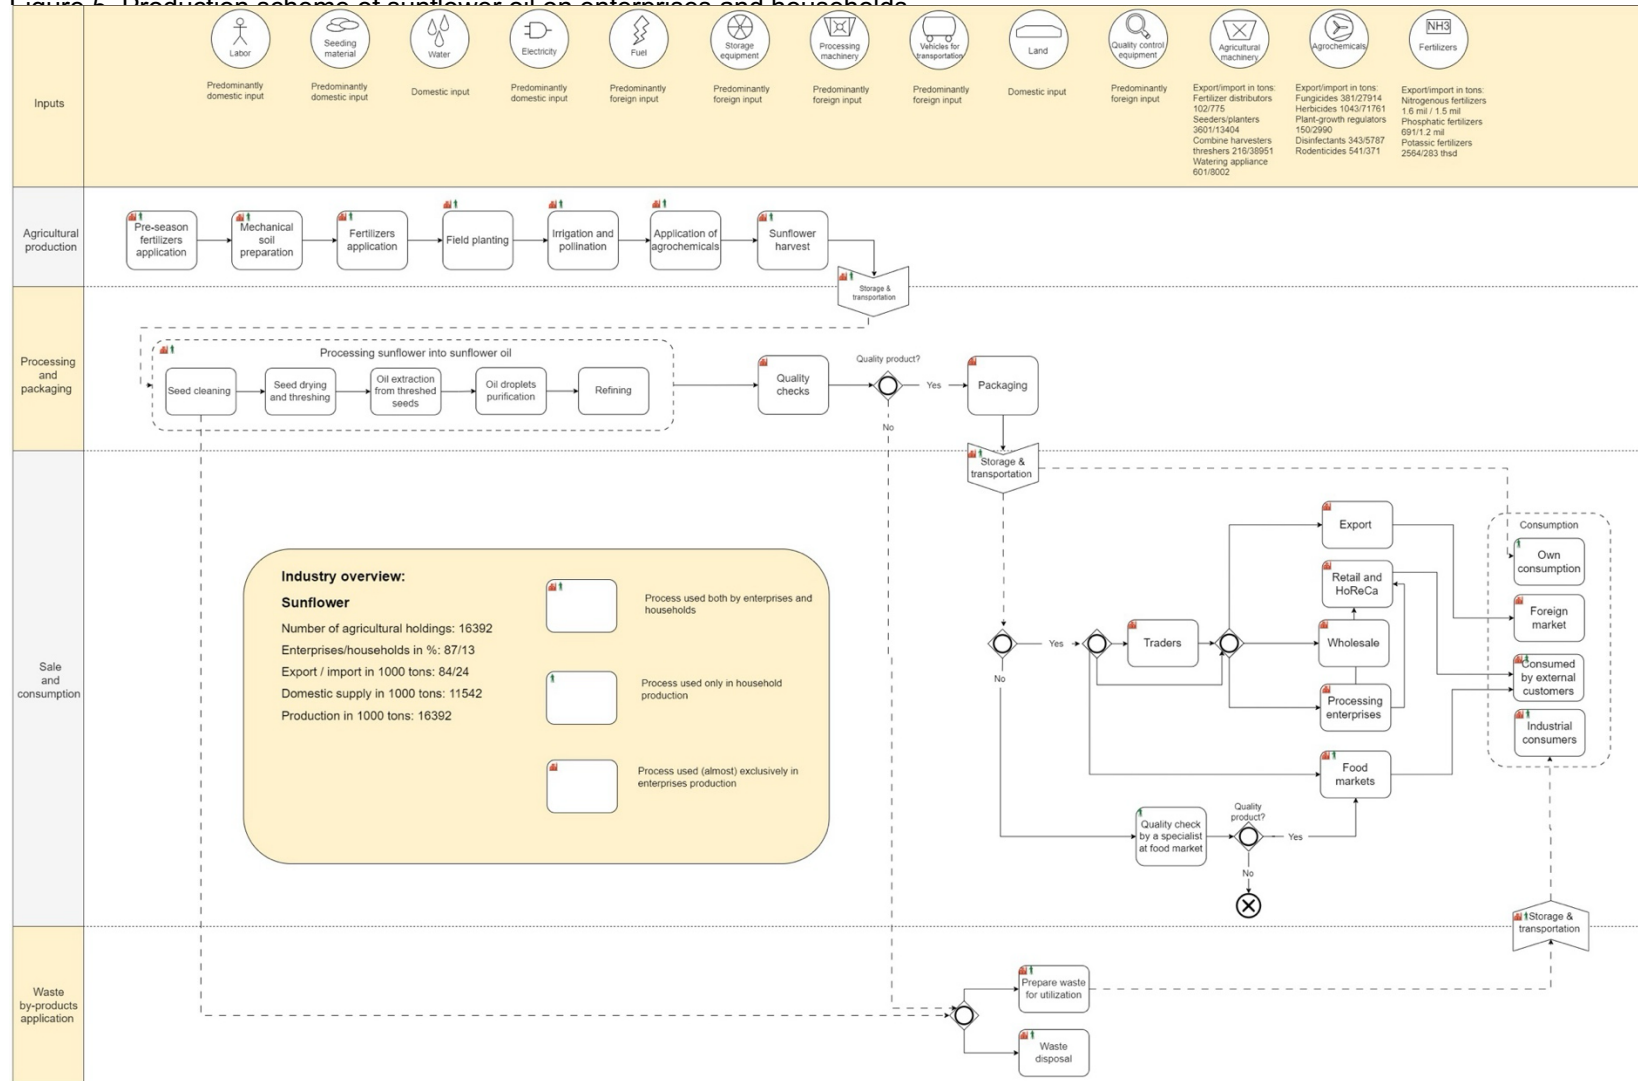 Figure 5. Production scheme of sunflower oil on enterprises and households
Inputs
Labor
Predominantly
domestic input
Seeding
material
Predominantly
domestic input
Water
Domestic input
Electricity
Predominantly
domestic input
Fuel
Predominantly
foreign input
Storage
equipment
Predominantly
foreign input
Processing
machinery
Predominantly
foreign input
Vehicles for
transportation
Predominantly
foreign input
Land
Domestic input
Quality control
equipment
Predominantly
foreign input
Agricultural
machinery
Export/import in tons:
Fertilizer distributors
102/775
Seeders/planters
3601/13404
Combine harvesters
threshers 216/38951
Watering appliance
601/8002
Agrochemicals
Export/import in tons:
Fungicides 381/27914
Herbicides 1043/71761
Plant-growth regulators
150/2990
Disinfectants 343/5787
Rodenticides 541/371
NH3
Fertilizers
Export/import in tons:
Nitrogenous fertilizers
1.6 mil / 1.5 mil
Phosphatic fertilizers
691/1.2 mil
Potassic fertilizers
2564/283 thsd
Agricultural
production
Pre-season
fertilizers
application
Mechanical
soil
preparation
Fertilizers
application
Field planting
Irrigation and
pollination
Application of
agrochemicals
Sunflower
harvest
Storage &
transportation
Processing
and
packaging
Processing sunflower into sunflower oil
Seed cleaning
Seed drying
and threshing
Oil extraction
from threshed
seeds
Oil droplets
purification
Refining
Quality
checks
Quality product?
Yes
No
Packaging
Storage &
transportation
Sale
and
consumption
Industry overview:
Sunflower
Number of agricultural holdings: 16392
Enterprises/households in %: 87/13
Export / import in 1000 tons: 84/24
Domestic supply in 1000 tons: 11542
Production in 1000 tons: 16392
Process used both by enterprises and
households
Process used only in household
production
Process used (almost) exclusively in
enterprises production
Yes
No
Traders
Export
Retail and
HoReCa
Wholesale
Processing
enterprises
Food
markets
Quality check
by a specialist
at food market
Quality
product?
Yes
No
Consumption
Own
consumption
Foreign
market
Consumed
by external
customers
Industrial
consumers
Storage &
transportation
Waste
by-products
application
Prepare waste
for utilization
Waste
disposal